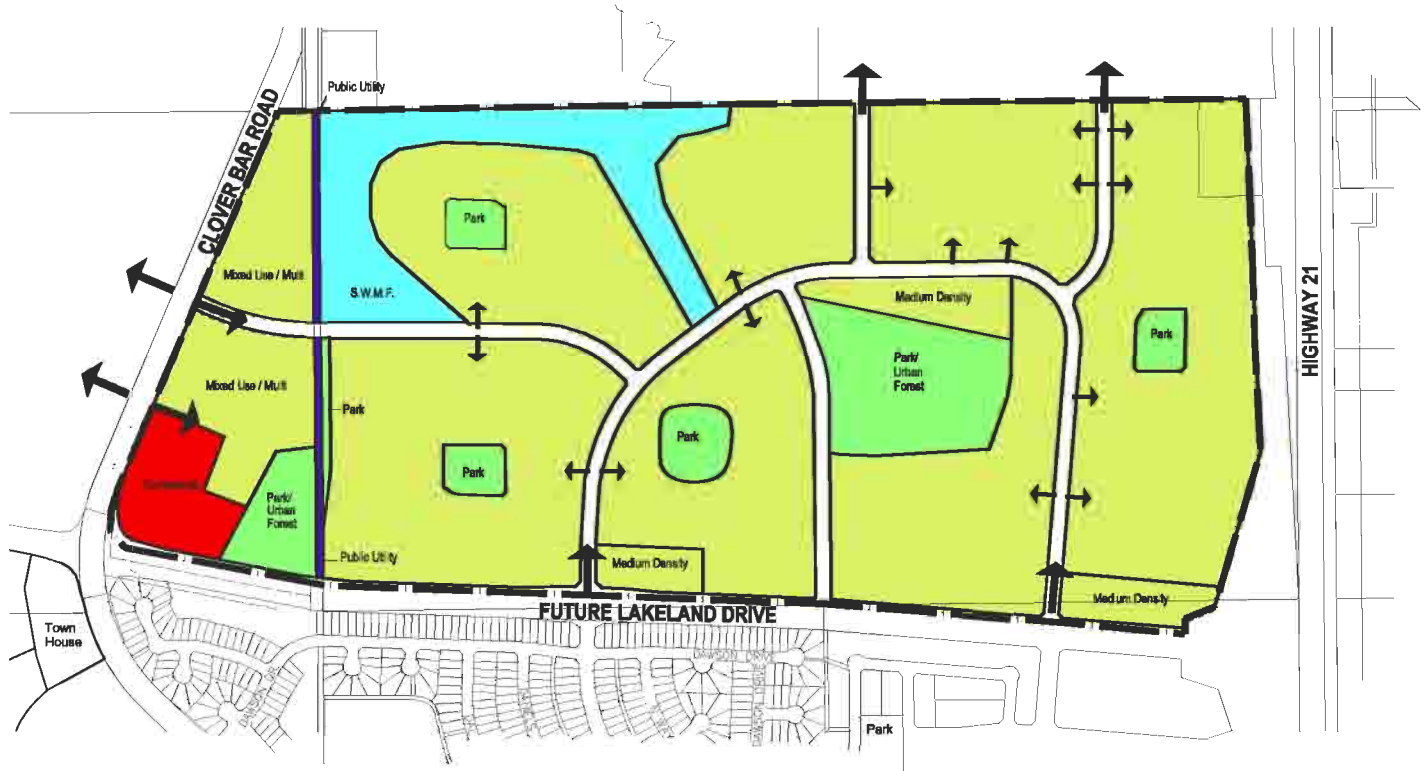 Public Utility
CLOVER BAR ROAD
Park
Mixed Use / Multi
S.W.M.F.
Medium Density
HIGHWAY 21
Park
Park/
Urban
Forest
Mixed Use / Multi
Park
Park
Park
Park/
Urban
Forest
Public Utility
Medium Density
Medium Density
FUTURE LAKELAND DRIVE
Town
House
Park